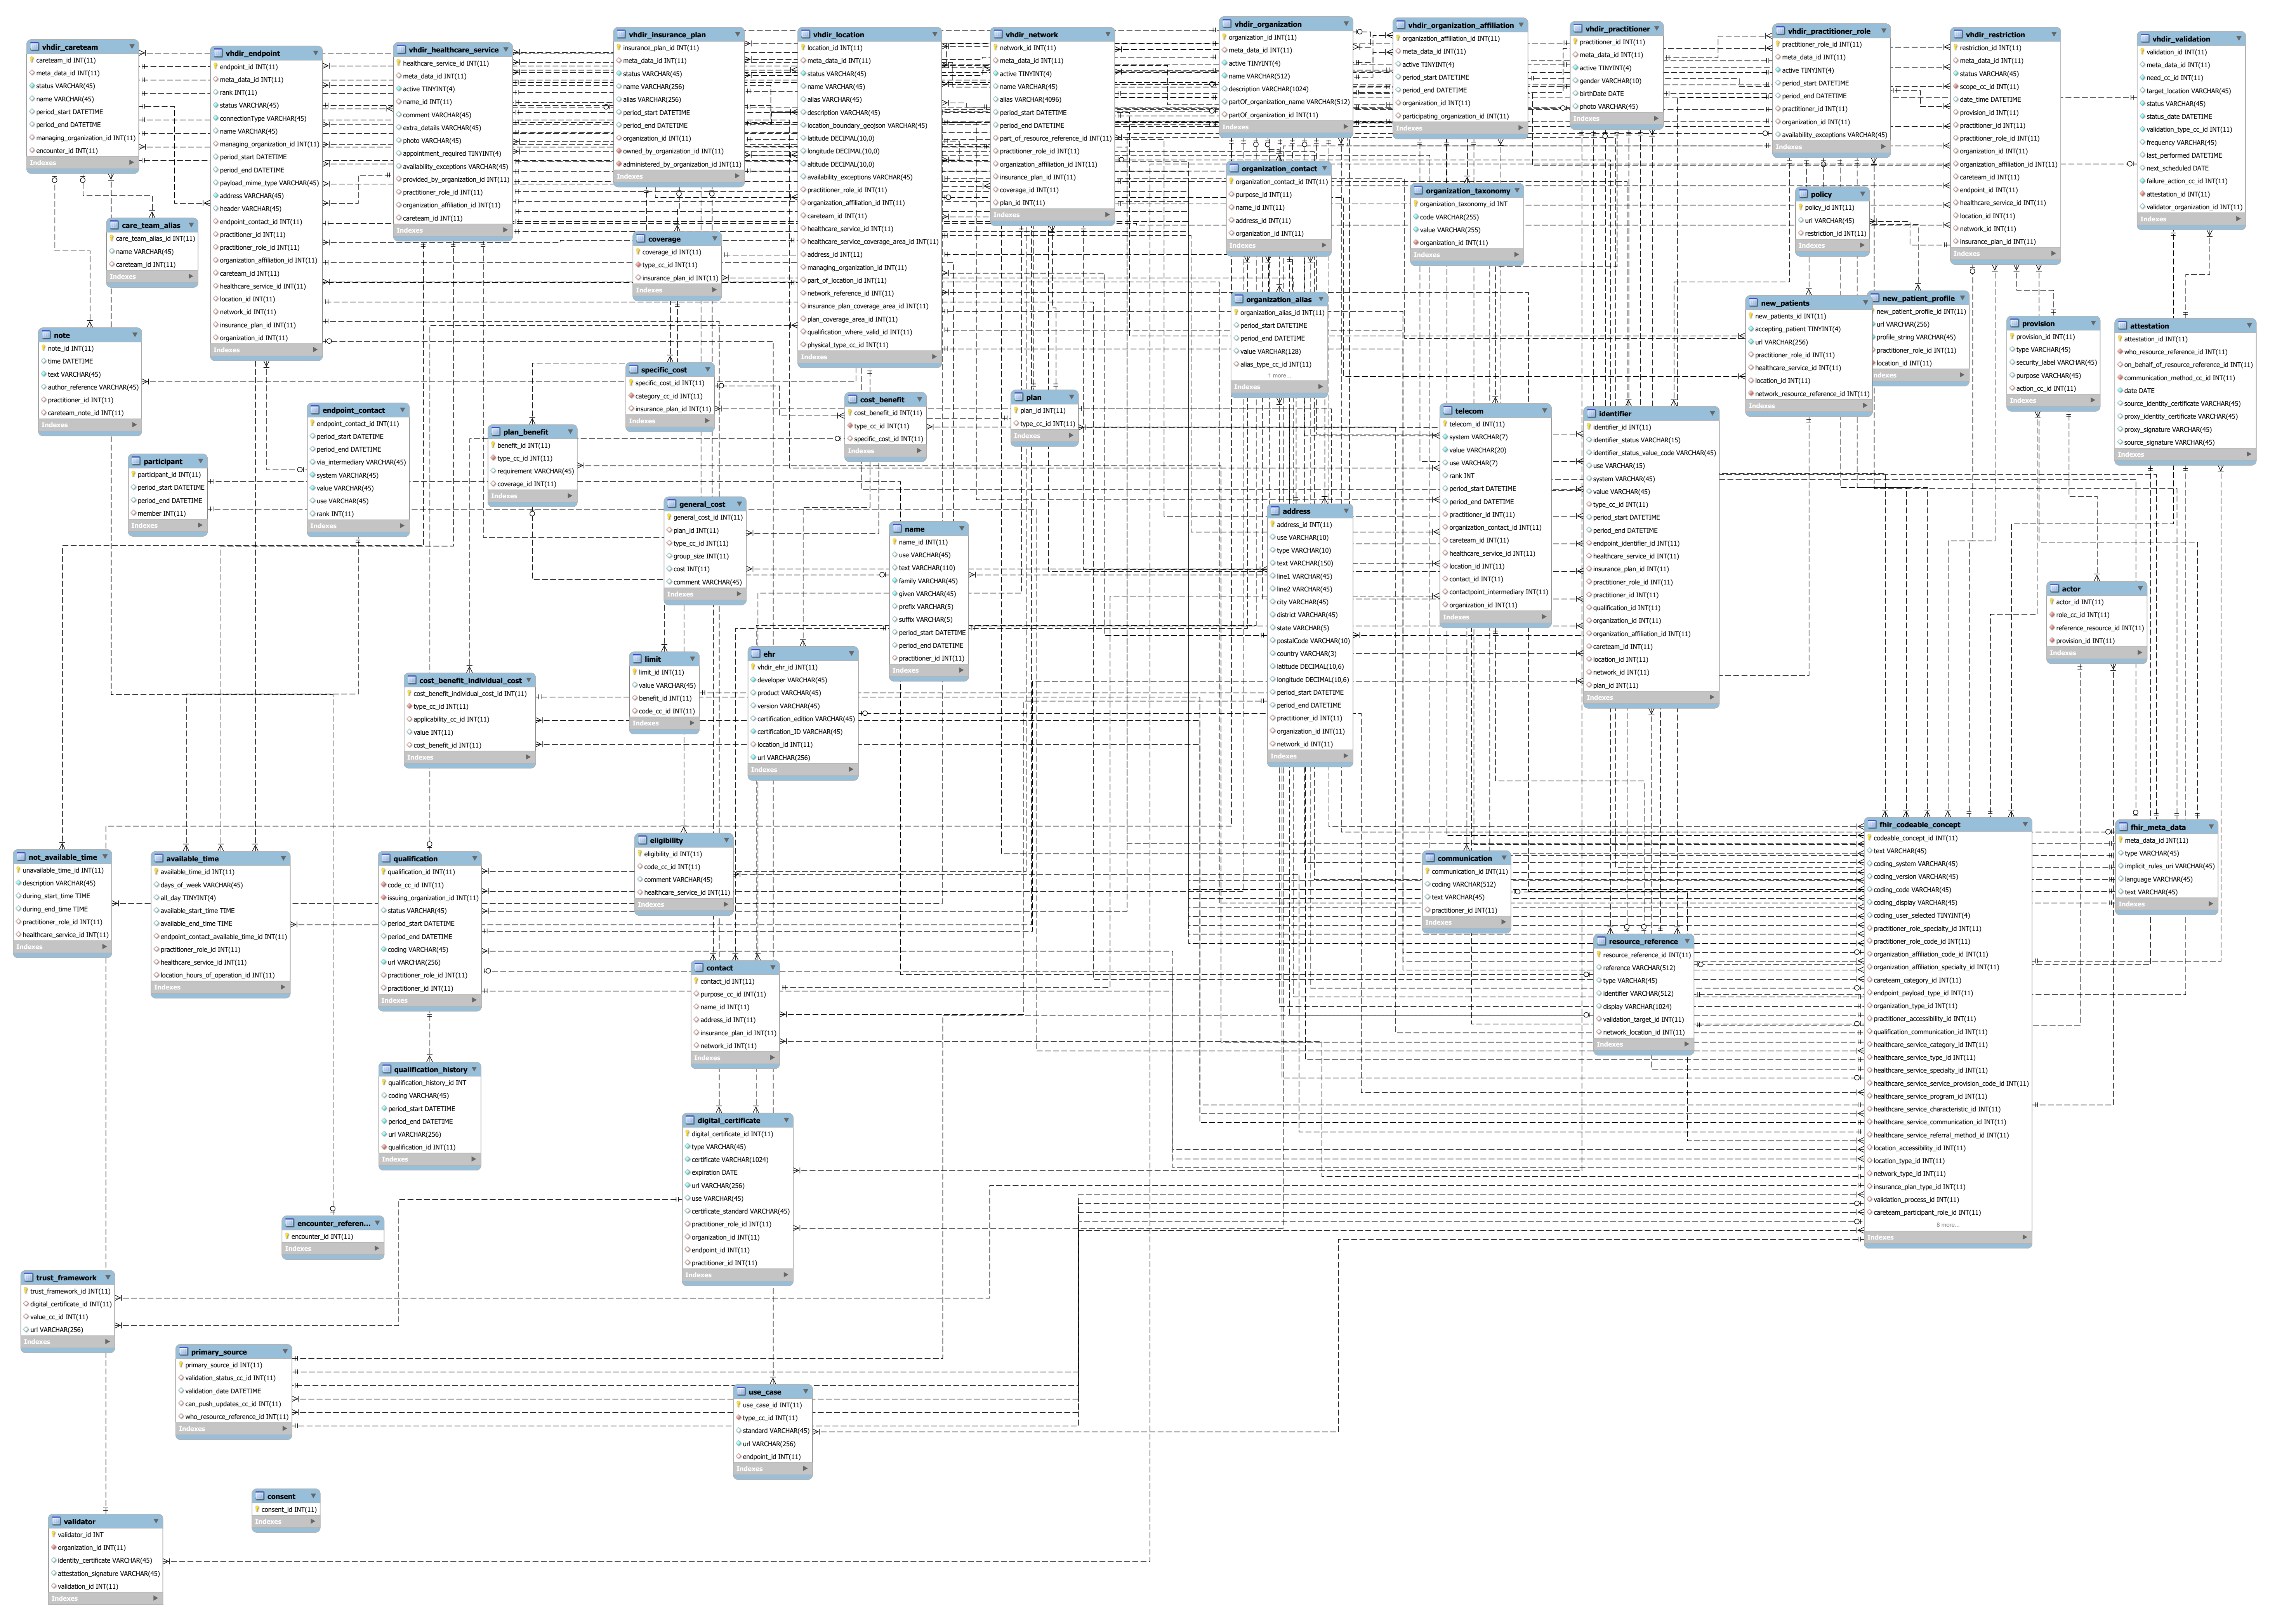 vhdir_careteam
careteam_id INT(11)
meta_data_id INT(11)
status VARCHAR(45)
name VARCHAR(45)
period_start DATETIME
period_end DATETIME
managing_organization_id INT(11)
encounter_id INT(11)
Indexes
vhdir_endpoint
endpoint_id INT(11)
meta_data_id INT(11)
rank INT(11)
status VARCHAR(45)
connectionType VARCHAR(45)
name VARCHAR(45)
managing_organization_id INT(11)
period_start DATETIME
period_end DATETIME
payload_mime_type VARCHAR(45)
address VARCHAR(45)
header VARCHAR(45)
endpoint_contact_id INT(11)
practitioner_id INT(11)
practitioner_role_id INT(11)
organization_affiliation_id INT(11)
careteam_id INT(11)
healthcare_service_id INT(11)
location_id INT(11)
network_id INT(11)
insurance_plan_id INT(11)
organization_id INT(11)
Indexes
vhdir_healthcare_service
healthcare_service_id INT(11)
meta_data_id INT(11)
active TINYINT(4)
name_id INT(11)
comment VARCHAR(45)
extra_details VARCHAR(45)
photo VARCHAR(45)
appointment_required TINYINT(4)
availability_exceptions VARCHAR(45)
provided_by_organization_id INT(11)
practitioner_role_id INT(11)
organization_affiliation_id INT(11)
careteam_id INT(11)
Indexes
vhdir_insurance_plan
insurance_plan_id INT(11)
meta_data_id INT(11)
status VARCHAR(45)
name VARCHAR(256)
alias VARCHAR(256)
period_start DATETIME
period_end DATETIME
organization_id INT(11)
owned_by_organization_id INT(11)
administered_by_organization_id INT(11)
Indexes
vhdir_location
location_id INT(11)
meta_data_id INT(11)
status VARCHAR(45)
name VARCHAR(45)
alias VARCHAR(45)
description VARCHAR(45)
location_boundary_geojson VARCHAR(45)
latitude DECIMAL(10,0)
longitude DECIMAL(10,0)
altitude DECIMAL(10,0)
availability_exceptions VARCHAR(45)
practitioner_role_id INT(11)
organization_affiliation_id INT(11)
careteam_id INT(11)
healthcare_service_id INT(11)
healthcare_service_coverage_area_id INT(11)
address_id INT(11)
managing_organization_id INT(11)
part_of_location_id INT(11)
network_reference_id INT(11)
insurance_plan_coverage_area_id INT(11)
plan_coverage_area_id INT(11)
qualification_where_valid_id INT(11)
physical_type_cc_id INT(11)
Indexes
vhdir_network
network_id INT(11)
meta_data_id INT(11)
active TINYINT(4)
name VARCHAR(45)
alias VARCHAR(4096)
period_start DATETIME
period_end DATETIME
part_of_resource_reference_id INT(11)
practitioner_role_id INT(11)
organization_affiliation_id INT(11)
insurance_plan_id INT(11)
coverage_id INT(11)
plan_id INT(11)
Indexes
vhdir_organization
organization_id INT(11)
meta_data_id INT(11)
active TINYINT(4)
name VARCHAR(512)
description VARCHAR(1024)
partOf_organization_name VARCHAR(512)
partOf_organization_id INT(11)
Indexes
vhdir_organization_affiliation
organization_affiliation_id INT(11)
meta_data_id INT(11)
active TINYINT(4)
period_start DATETIME
period_end DATETIME
organization_id INT(11)
participating_organization_id INT(11)
Indexes
vhdir_practitioner
practitioner_id INT(11)
meta_data_id INT(11)
active TINYINT(4)
gender VARCHAR(10)
birthDate DATE
photo VARCHAR(45)
Indexes
vhdir_practitioner_role
practitioner_role_id INT(11)
meta_data_id INT(11)
active TINYINT(4)
period_start DATETIME
period_end DATETIME
practitioner_id INT(11)
organization_id INT(11)
availability_exceptions VARCHAR(45)
Indexes
vhdir_restriction
restriction_id INT(11)
meta_data_id INT(11)
status VARCHAR(45)
scope_cc_id INT(11)
date_time DATETIME
provision_id INT(11)
practitioner_id INT(11)
practitioner_role_id INT(11)
organization_id INT(11)
organization_affiliation_id INT(11)
careteam_id INT(11)
endpoint_id INT(11)
healthcare_service_id INT(11)
location_id INT(11)
network_id INT(11)
insurance_plan_id INT(11)
Indexes
vhdir_validation
validation_id INT(11)
meta_data_id INT(11)
need_cc_id INT(11)
target_location VARCHAR(45)
status VARCHAR(45)
status_date DATETIME
validation_type_cc_id INT(11)
frequency VARCHAR(45)
last_performed DATETIME
next_scheduled DATE
failure_action_cc_id INT(11)
attestation_id INT(11)
validator_organization_id INT(11)
Indexes
care_team_alias
care_team_alias_id INT(11)
name VARCHAR(45)
careteam_id INT(11)
Indexes
coverage
coverage_id INT(11)
type_cc_id INT(11)
insurance_plan_id INT(11)
Indexes
organization_contact
organization_contact_id INT(11)
purpose_id INT(11)
name_id INT(11)
address_id INT(11)
organization_id INT(11)
Indexes
organization_taxonomy
organization_taxonomy_id INT
code VARCHAR(255)
value VARCHAR(255)
organization_id INT(11)
Indexes
policy
policy_id INT(11)
uri VARCHAR(45)
restriction_id INT(11)
Indexes
organization_alias
organization_alias_id INT(11)
period_start DATETIME
period_end DATETIME
value VARCHAR(128)
alias_type_cc_id INT(11)
1 more...
Indexes
new_patients
new_patients_id INT(11)
accepting_patient TINYINT(4)
url VARCHAR(256)
practitioner_role_id INT(11)
healthcare_service_id INT(11)
location_id INT(11)
network_resource_reference_id INT(11)
Indexes
new_patient_profile
new_patient_profile_id INT(11)
url VARCHAR(256)
profile_string VARCHAR(45)
practitioner_role_id INT(11)
location_id INT(11)
Indexes
provision
provision_id INT(11)
type VARCHAR(45)
security_label VARCHAR(45)
purpose VARCHAR(45)
action_cc_id INT(11)
Indexes
attestation
attestation_id INT(11)
who_resource_reference_id INT(11)
on_behalf_of_resource_reference_id INT(11)
communication_method_cc_id INT(11)
date DATE
source_identity_certificate VARCHAR(45)
proxy_identity_certificate VARCHAR(45)
proxy_signature VARCHAR(45)
source_signature VARCHAR(45)
Indexes
note
note_id INT(11)
time DATETIME
text VARCHAR(45)
author_reference VARCHAR(45)
practitioner_id INT(11)
careteam_note_id INT(11)
Indexes
specific_cost
specific_cost_id INT(11)
category_cc_id INT(11)
insurance_plan_id INT(11)
Indexes
cost_benefit
cost_benefit_id INT(11)
type_cc_id INT(11)
specific_cost_id INT(11)
Indexes
plan
plan_id INT(11)
type_cc_id INT(11)
Indexes
endpoint_contact
endpoint_contact_id INT(11)
period_start DATETIME
period_end DATETIME
via_intermediary VARCHAR(45)
system VARCHAR(45)
value VARCHAR(45)
use VARCHAR(45)
rank INT(11)
Indexes
plan_benefit
benefit_id INT(11)
type_cc_id INT(11)
requirement VARCHAR(45)
coverage_id INT(11)
Indexes
telecom
telecom_id INT(11)
system VARCHAR(7)
value VARCHAR(20)
use VARCHAR(7)
rank INT
period_start DATETIME
period_end DATETIME
practitioner_id INT(11)
organization_contact_id INT(11)
careteam_id INT(11)
healthcare_service_id INT(11)
location_id INT(11)
contact_id INT(11)
contactpoint_intermediary INT(11)
organization_id INT(11)
Indexes
identifier
identifier_id INT(11)
identifier_status VARCHAR(15)
identifier_status_value_code VARCHAR(45)
use VARCHAR(15)
system VARCHAR(45)
value VARCHAR(45)
type_cc_id INT(11)
period_start DATETIME
period_end DATETIME
endpoint_identifier_id INT(11)
healthcare_service_id INT(11)
insurance_plan_id INT(11)
practitioner_role_id INT(11)
practitioner_id INT(11)
qualification_id INT(11)
organization_id INT(11)
organization_affiliation_id INT(11)
careteam_id INT(11)
location_id INT(11)
network_id INT(11)
plan_id INT(11)
Indexes
participant
participant_id INT(11)
period_start DATETIME
period_end DATETIME
member INT(11)
Indexes
general_cost
general_cost_id INT(11)
plan_id INT(11)
type_cc_id INT(11)
group_size INT(11)
cost INT(11)
comment VARCHAR(45)
Indexes
name
name_id INT(11)
use VARCHAR(45)
text VARCHAR(110)
family VARCHAR(45)
given VARCHAR(45)
prefix VARCHAR(5)
suffix VARCHAR(5)
period_start DATETIME
period_end DATETIME
practitioner_id INT(11)
Indexes
address
address_id INT(11)
use VARCHAR(10)
type VARCHAR(10)
text VARCHAR(150)
line1 VARCHAR(45)
line2 VARCHAR(45)
city VARCHAR(45)
district VARCHAR(45)
state VARCHAR(5)
postalCode VARCHAR(10)
country VARCHAR(3)
latitude DECIMAL(10,6)
longitude DECIMAL(10,6)
period_start DATETIME
period_end DATETIME
practitioner_id INT(11)
organization_id INT(11)
network_id INT(11)
Indexes
actor
actor_id INT(11)
role_cc_id INT(11)
reference_resource_id INT(11)
provision_id INT(11)
Indexes
cost_benefit_individual_cost
cost_benefit_individual_cost_id INT(11)
type_cc_id INT(11)
applicability_cc_id INT(11)
value INT(11)
cost_benefit_id INT(11)
Indexes
limit
limit_id INT(11)
value VARCHAR(45)
benefit_id INT(11)
code_cc_id INT(11)
Indexes
ehr
vhdir_ehr_id INT(11)
developer VARCHAR(45)
product VARCHAR(45)
version VARCHAR(45)
certification_edition VARCHAR(45)
certification_ID VARCHAR(45)
location_id INT(11)
url VARCHAR(256)
Indexes
not_available_time
unavailable_time_id INT(11)
description VARCHAR(45)
during_start_time TIME
during_end_time TIME
practitioner_role_id INT(11)
healthcare_service_id INT(11)
Indexes
available_time
available_time_id INT(11)
days_of_week VARCHAR(45)
all_day TINYINT(4)
available_start_time TIME
available_end_time TIME
endpoint_contact_available_time_id INT(11)
practitioner_role_id INT(11)
healthcare_service_id INT(11)
location_hours_of_operation_id INT(11)
Indexes
qualification
qualification_id INT(11)
code_cc_id INT(11)
issuing_organization_id INT(11)
status VARCHAR(45)
period_start DATETIME
period_end DATETIME
coding VARCHAR(45)
url VARCHAR(256)
practitioner_role_id INT(11)
practitioner_id INT(11)
Indexes
eligibility
eligibility_id INT(11)
code_cc_id INT(11)
comment VARCHAR(45)
healthcare_service_id INT(11)
Indexes
communication
communication_id INT(11)
coding VARCHAR(512)
text VARCHAR(45)
practitioner_id INT(11)
Indexes
fhir_codeable_concept
codeable_concept_id INT(11)
text VARCHAR(45)
coding_system VARCHAR(45)
coding_version VARCHAR(45)
coding_code VARCHAR(45)
coding_display VARCHAR(45)
coding_user_selected TINYINT(4)
practitioner_role_specialty_id INT(11)
practitioner_role_code_id INT(11)
organization_affiliation_code_id INT(11)
organization_affiliation_specialty_id INT(11)
careteam_category_id INT(11)
endpoint_payload_type_id INT(11)
organization_type_id INT(11)
practitioner_accessibility_id INT(11)
qualification_communication_id INT(11)
healthcare_service_category_id INT(11)
healthcare_service_type_id INT(11)
healthcare_service_specialty_id INT(11)
healthcare_service_service_provision_code_id INT(11)
healthcare_service_program_id INT(11)
healthcare_service_characteristic_id INT(11)
healthcare_service_communication_id INT(11)
healthcare_service_referral_method_id INT(11)
location_accessibility_id INT(11)
location_type_id INT(11)
network_type_id INT(11)
insurance_plan_type_id INT(11)
validation_process_id INT(11)
careteam_participant_role_id INT(11)
8 more...
Indexes
fhir_meta_data
meta_data_id INT(11)
type VARCHAR(45)
implicit_rules_uri VARCHAR(45)
language VARCHAR(45)
text VARCHAR(45)
Indexes
resource_reference
resource_reference_id INT(11)
reference VARCHAR(512)
type VARCHAR(45)
identifier VARCHAR(512)
display VARCHAR(1024)
validation_target_id INT(11)
network_location_id INT(11)
Indexes
contact
contact_id INT(11)
purpose_cc_id INT(11)
name_id INT(11)
address_id INT(11)
insurance_plan_id INT(11)
network_id INT(11)
Indexes
qualification_history
qualification_history_id INT
coding VARCHAR(45)
period_start DATETIME
period_end DATETIME
url VARCHAR(256)
qualification_id INT(11)
Indexes
digital_certificate
digital_certificate_id INT(11)
type VARCHAR(45)
certificate VARCHAR(1024)
expiration DATE
url VARCHAR(256)
use VARCHAR(45)
certificate_standard VARCHAR(45)
practitioner_role_id INT(11)
organization_id INT(11)
endpoint_id INT(11)
practitioner_id INT(11)
Indexes
encounter_referen...
encounter_id INT(11)
Indexes
trust_framework
trust_framework_id INT(11)
digital_certificate_id INT(11)
value_cc_id INT(11)
url VARCHAR(256)
Indexes
primary_source
primary_source_id INT(11)
validation_status_cc_id INT(11)
validation_date DATETIME
can_push_updates_cc_id INT(11)
who_resource_reference_id INT(11)
Indexes
use_case
use_case_id INT(11)
type_cc_id INT(11)
standard VARCHAR(45)
url VARCHAR(256)
endpoint_id INT(11)
Indexes
consent
consent_id INT(11)
Indexes
validator
validator_id INT
organization_id INT(11)
identity_certificate VARCHAR(45)
attestation_signature VARCHAR(45)
validation_id INT(11)
Indexes